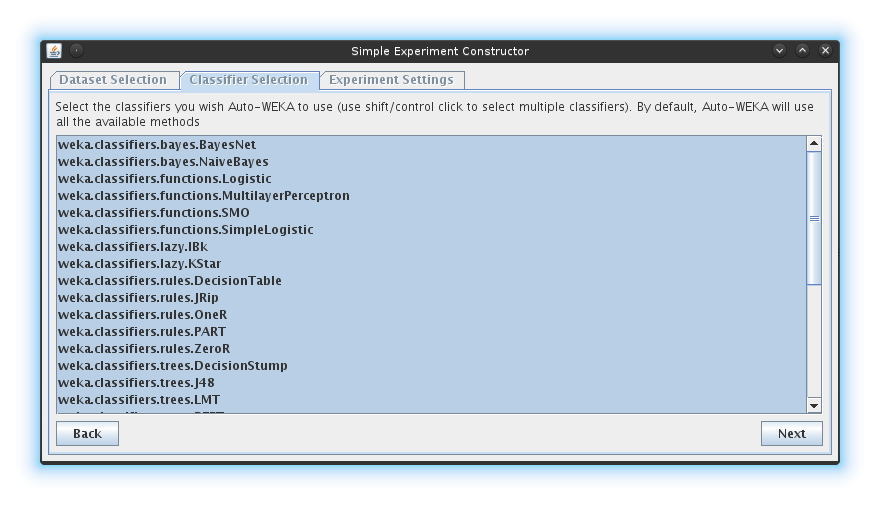 Simple Experiment Constructor
Dataset Selection Classifier Selection Experiment Settings
Select the classifiers you wish Auto-WEKA to use (use shift/control click to select multiple classifiers). By default, Auto-WEKA will use
all the available methods
weka.classifiers.bayes.BayesNet
weka.classifiers.bayes.NaiveBayes
weka.classifiers.functions.Logistic
weka.classifiers.functions.MultilayerPerceptron
weka.classifiers.functions.SMO
weka.classifiers.functions.SimpleLogistic
weka.classifiers.lazy.IBk
weka.classifiers.lazy.KStar
weka.classifiers.rules.DecisionTable
weka.classifiers.rules.JRip
weka.classifiers.rules.OneR
weka.classifiers.rules.PART
weka.classifiers.rules.ZeroR
weka.classifiers.trees.DecisionStump
weka.classifiers.trees.J48
weka.classifiers.trees.LMT
Back Next